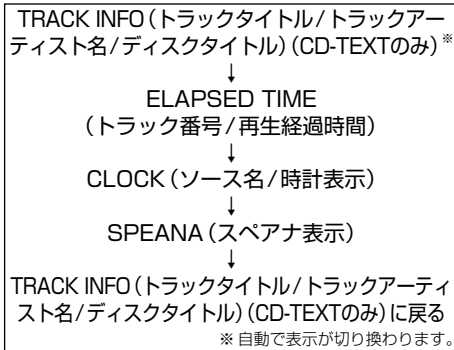 TRACK INFO（トラックタイトル/トラックアー
ティスト名/ディスクタイトル）（CD-TEXTのみ）※
↓
ELAPSED TIME
（トラック番号/再生経過時間）
↓
CLOCK（ソース名/時計表示）
↓
SPEANA（スペアナ表示）
↓
TRACK INFO（トラックタイトル/トラックアーティ
スト名/ディスクタイトル）（CD-TEXTのみ）に戻る
※ 自動で表示が切り換わります。